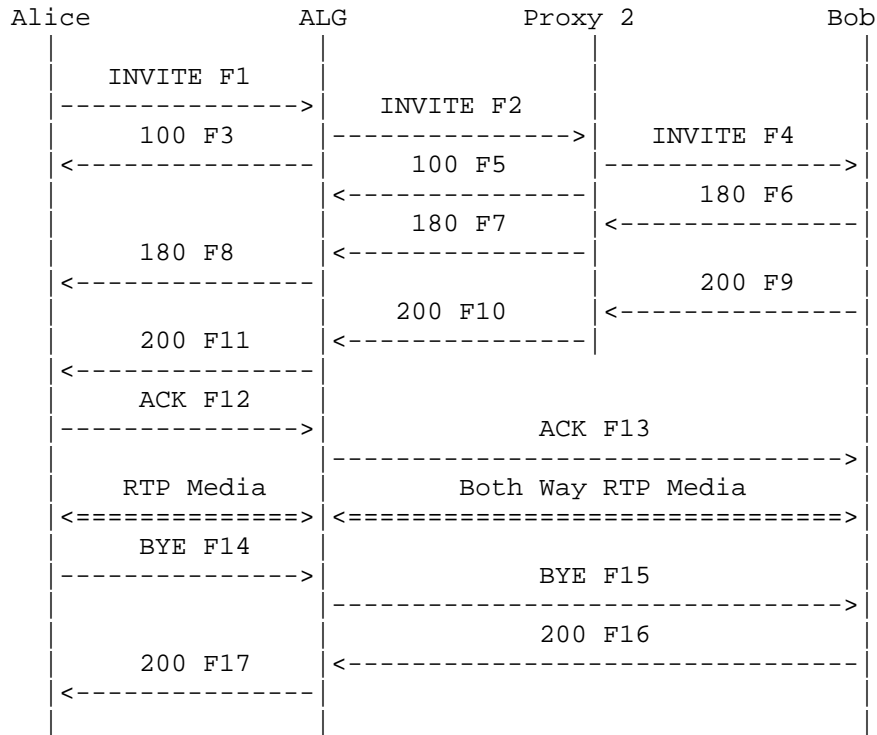 Alice ALG Proxy 2 Bob
INVITE F1
INVITE F2
100 F3 INVITE F4
100 F5
180 F6
180 F7
180 F8
200 F9
200 F10
200 F11
ACK F12
ACK F13
RTP Media Both Way RTP Media
BYE F14
BYE F15
200 F16
200 F17